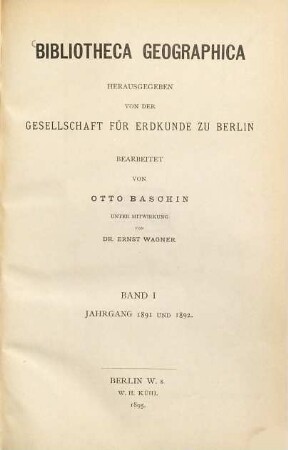 BIBLIOTHECA GEOGRAPHICA
HERAUSGEGEBEN
VON DER
GESELLSCHAFT FÜR ERDKUNDE ZU BERLIN
BEARBEITET
VON
OTTO BASCHIN
UNTER MITWIRKUNG
VON
DR. ERNST WAGNER
BAND I
JAHRGANG 1891 UND 1892.
BERLIN W. 8.
W. H. KÜHL
1895.